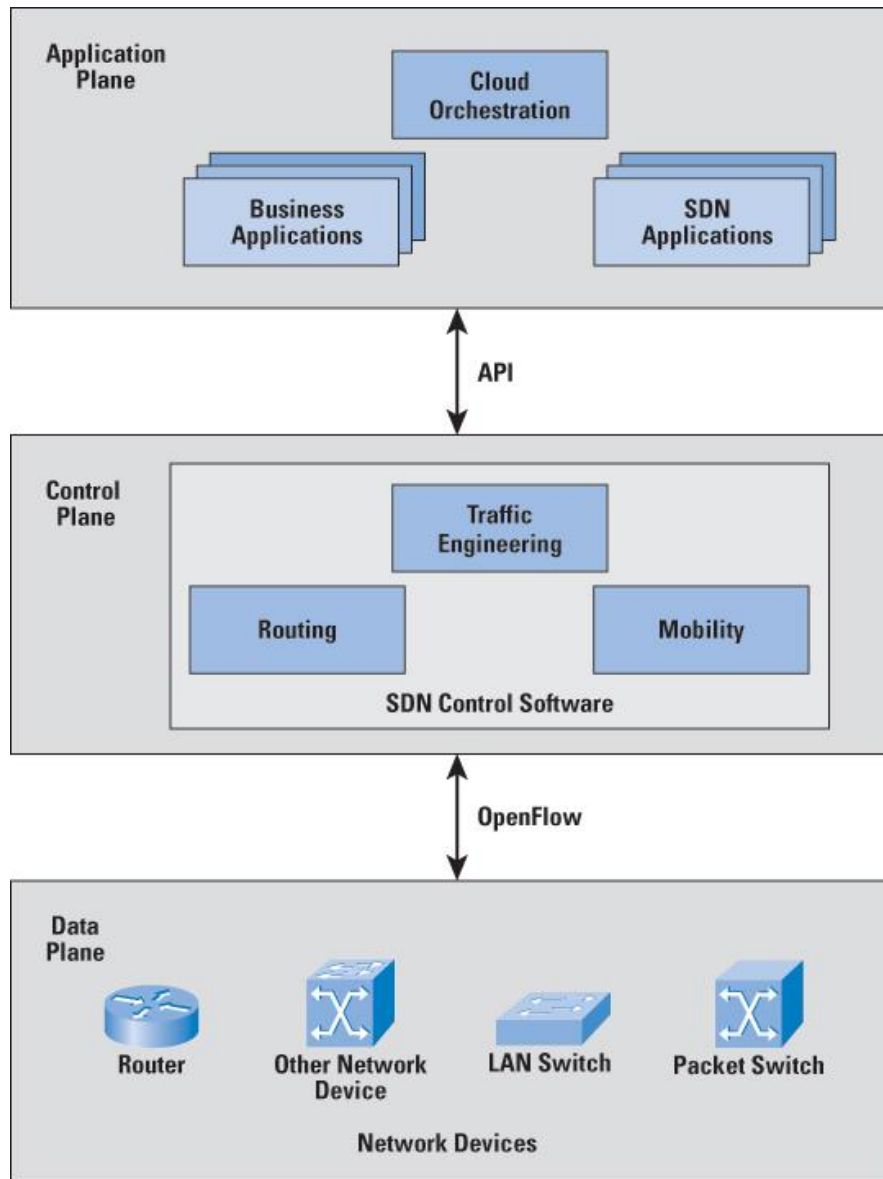 Application
Plane
Cloud
Orchestration
Business
Applications
SDN
Applications
API
Control
Plane
Traffic
Engineering
Routing
Mobility
SDN Control Software
OpenFlow
Data
Plane
Router
Other Network
Device
LAN Switch
Packet Switch
Network Devices